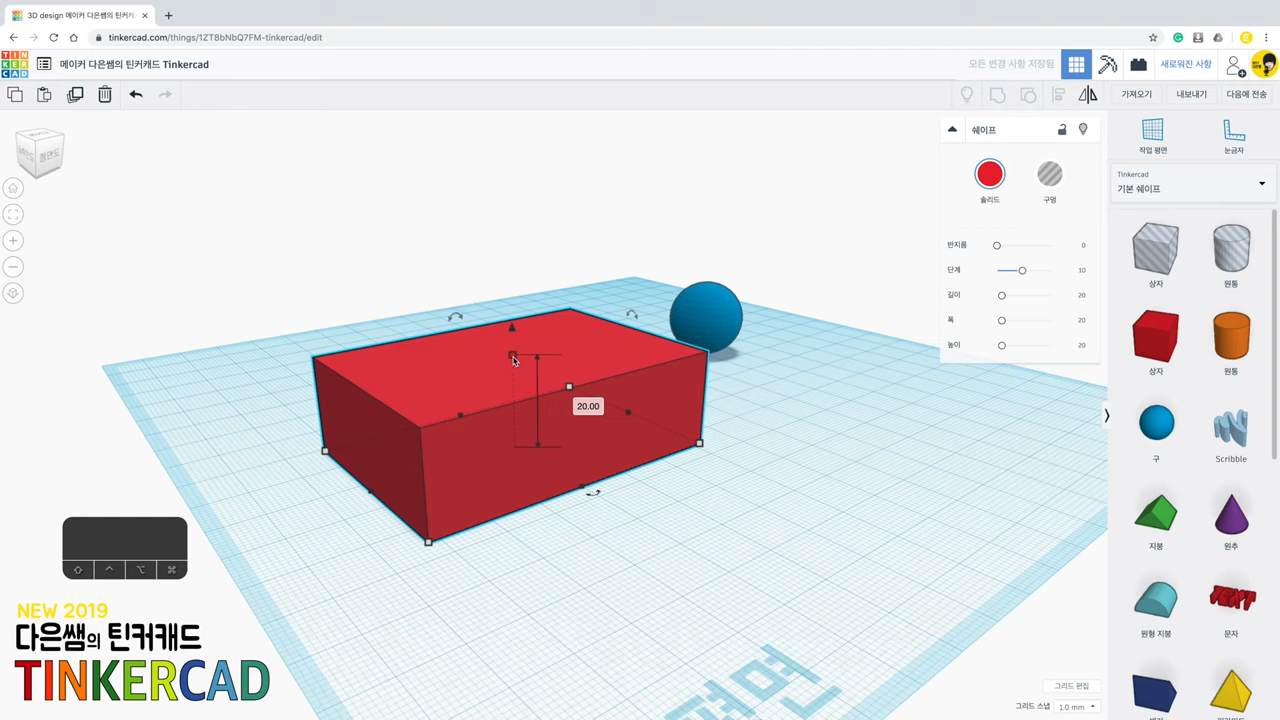 3D design 메이커 다은쌤의 틴커캐
tinkercad.com/things/1ZT8bNbQ7FM-tinkercad/edit
TIN
KER
CAD
메이커 다은쌤의 틴커캐드 Tinkercad
모든 변경 사항 저장됨
새로워진 사항
가져오기
내보내기
다음에 전송
정면도
쉐이프
솔리드
구멍
반지름 0
단계 10
길이 20
폭 20
높이 20
작업 평면
눈금자
Tinkercad
기본 쉐이프
상자
원통
상자
원통
구
Scribble
지붕
원추
원형 지붕
TEXT
문자
20.00
NEW 2019
다은쌤의 틴커캐드
TINKERCAD
그리드 편집
그리드 스냅 1.0 mm